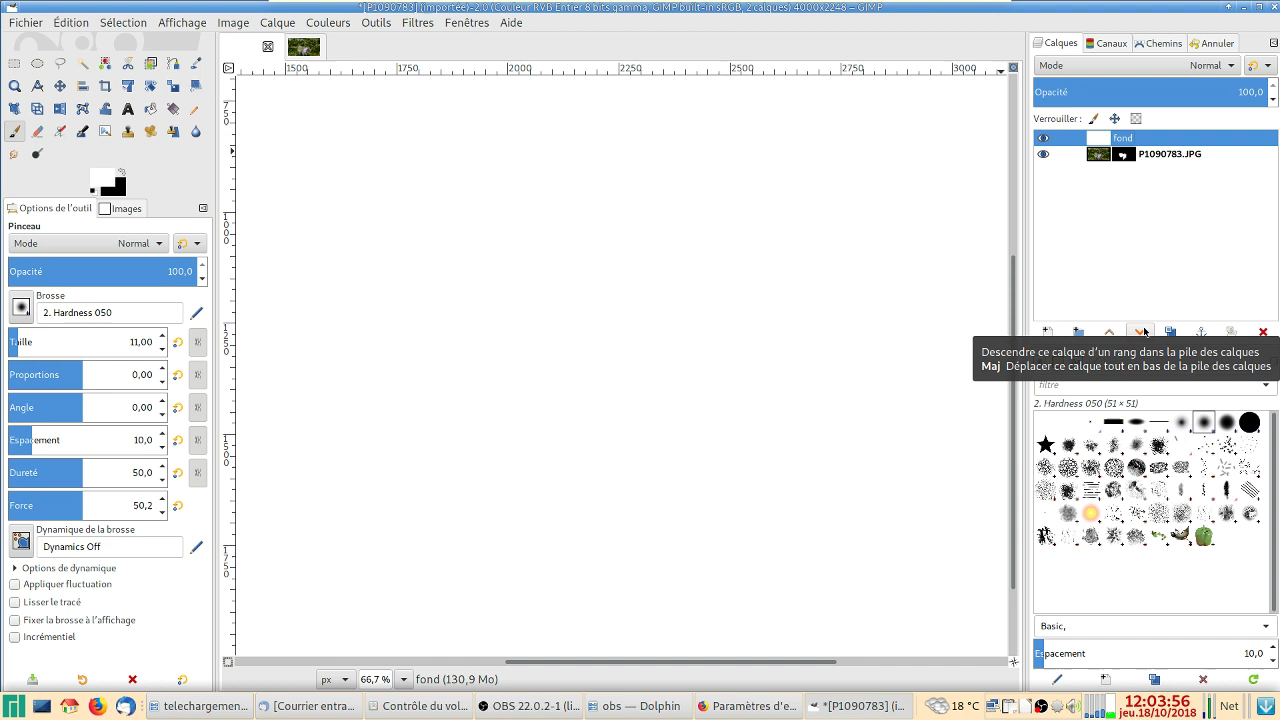 *[P1090783] (importée)-2.0 (Couleur RVB Entier 8 bits gamma, GIMP built-in sRGB, 2 calques) 4000x2248 – GIMP
Fichier Édition Sélection Affichage Image Calque Couleurs Outils Filtres Fenêtres Aide
Calques Canaux Chemins Annuler
Mode Normal
Opacité 100,0
Verrouiller :
fond
P1090783.JPG
1500 1750 2000 2250 2500 2750 3000
750
1000
1250
1500
1750
Options de l'outil Images
Pinceau
Mode Normal
Opacité 100,0
Brosse
2. Hardness 050
Taille 11,00
Proportions 0,00
Angle 0,00
Espacement 10,0
Dureté 50,0
Force 50,2
Dynamique de la brosse
Dynamics Off
Options de dynamique
Appliquer fluctuation
Lisser le tracé
Fixer la brosse à l'affichage
Incrémentiel
Descendre ce calque d'un rang dans la pile des calques
Maj Déplacer ce calque tout en bas de la pile des calques
filtre
2. Hardness 050 (51 × 51)
Basic,
Espacement 10,0
px 66,7 % fond (130,9 Mo)
telechargemen... [Courrier entra... Contrôle du vol... OBS 22.0.2-1 ( obs — Dolphin Paramètres d'e... *[P1090783] (i... 18 °C 12:03:56 Net
jeu.18/10/2018